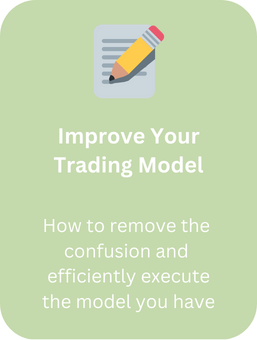 Improve Your
Trading Model
How to remove the
confusion and
efficiently execute
the model you have